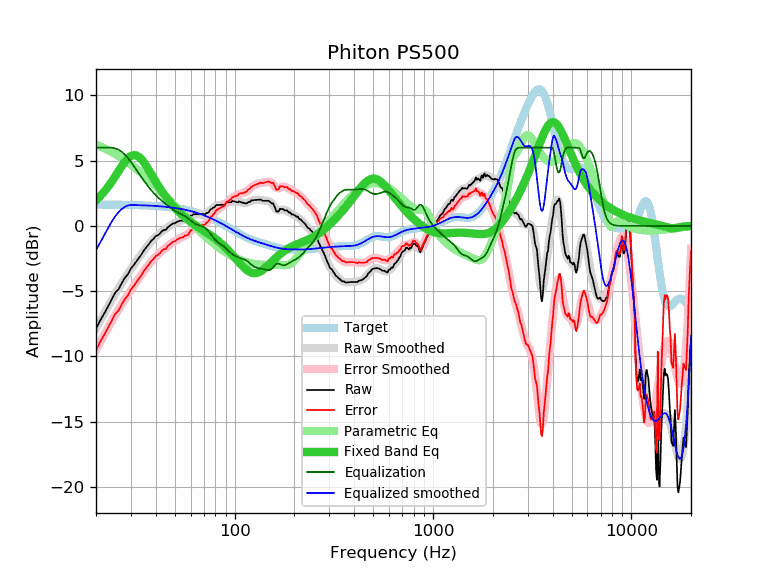 Phiton PS500
10
5
0
−5
−10
−15
−20
Amplitude (dBr)
Target
Raw Smoothed
Error Smoothed
Raw
Error
Parametric Eq
Fixed Band Eq
Equalization
Equalized smoothed
100
1000
10000
Frequency (Hz)